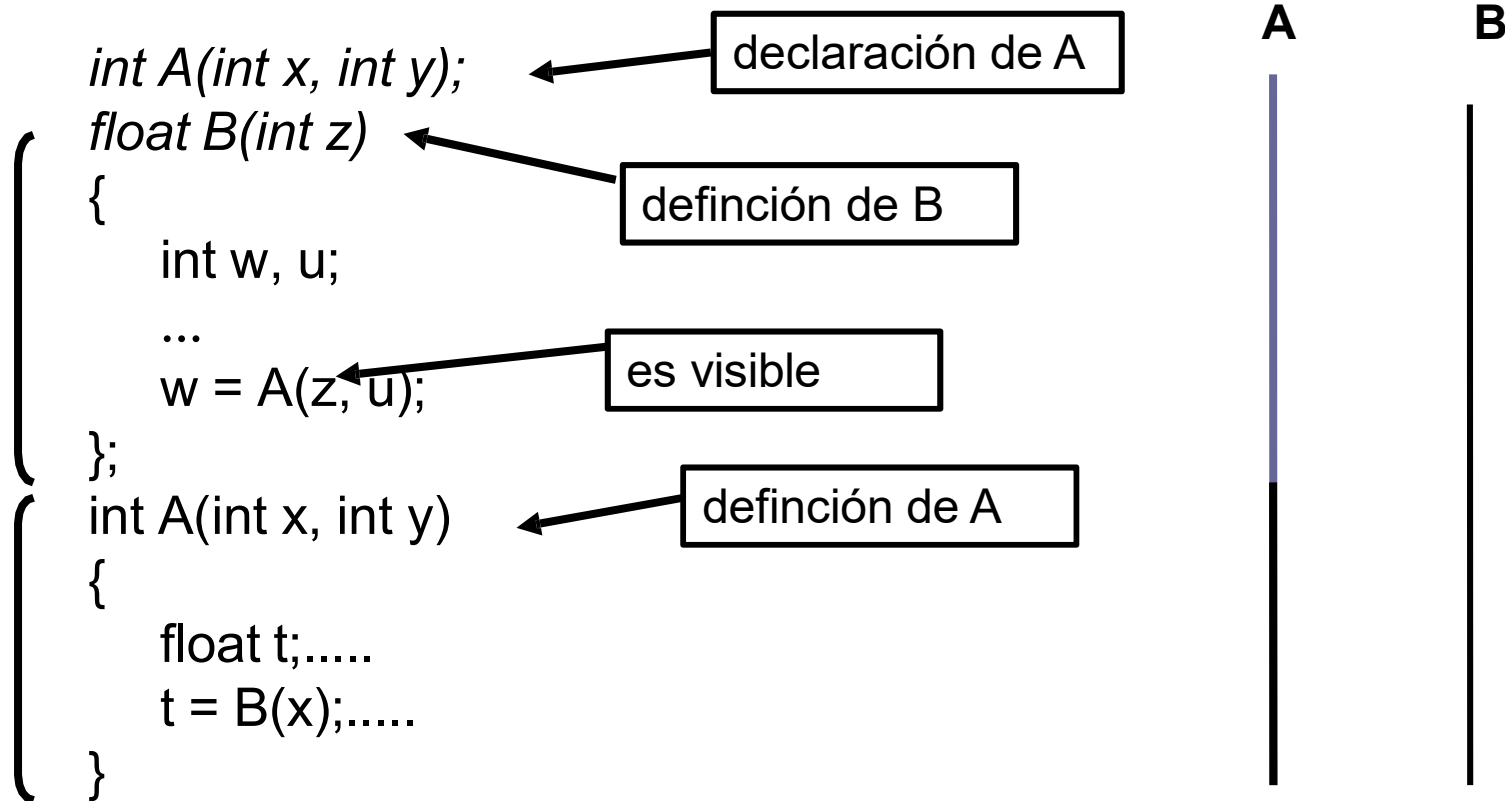 A B
int A(int x, int y);
declaración de A
float B(int z)
definción de B
{
int w, u;
...
w = A(z, u);
es visible
};
int A(int x, int y)
definción de A
{
float t;.....
t = B(x);.....
}